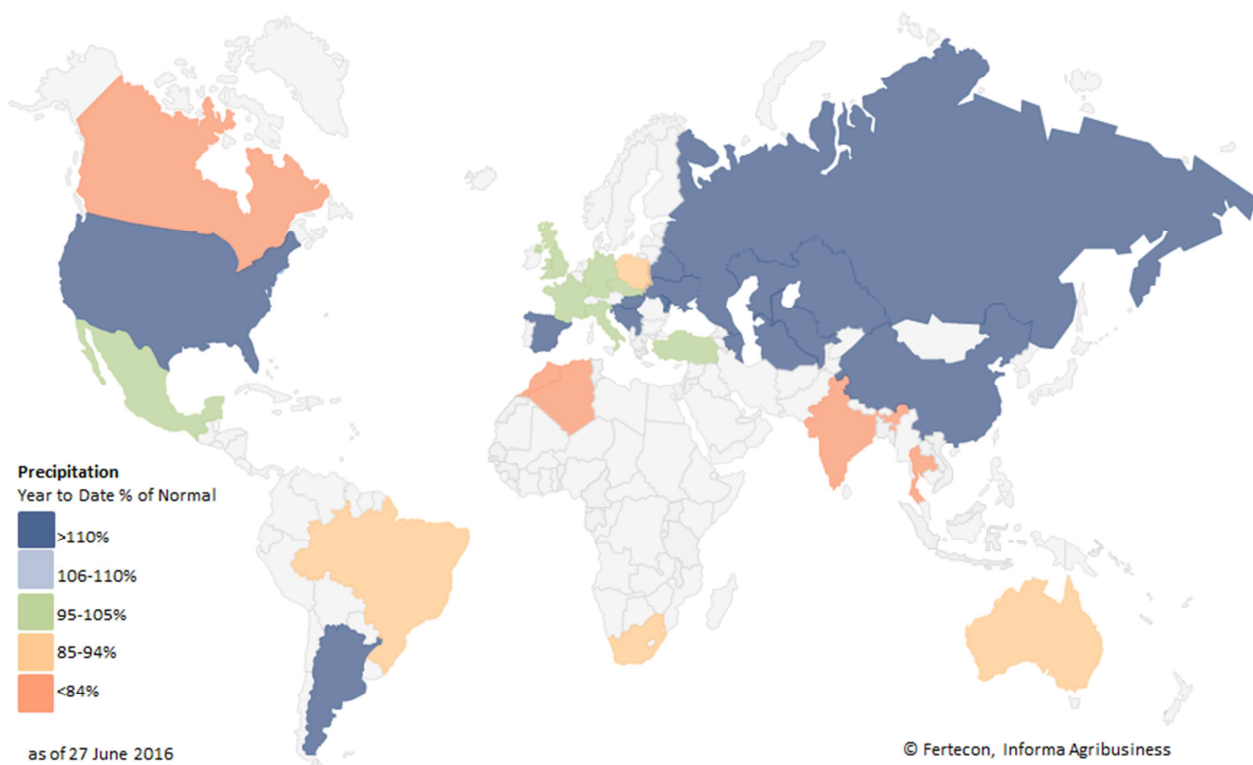 Precipitation
Year to Date % of Normal
>110%
106-110%
95-105%
85-94%
<84%
as of 27 June 2016
© Fertecon, Informa Agribusiness